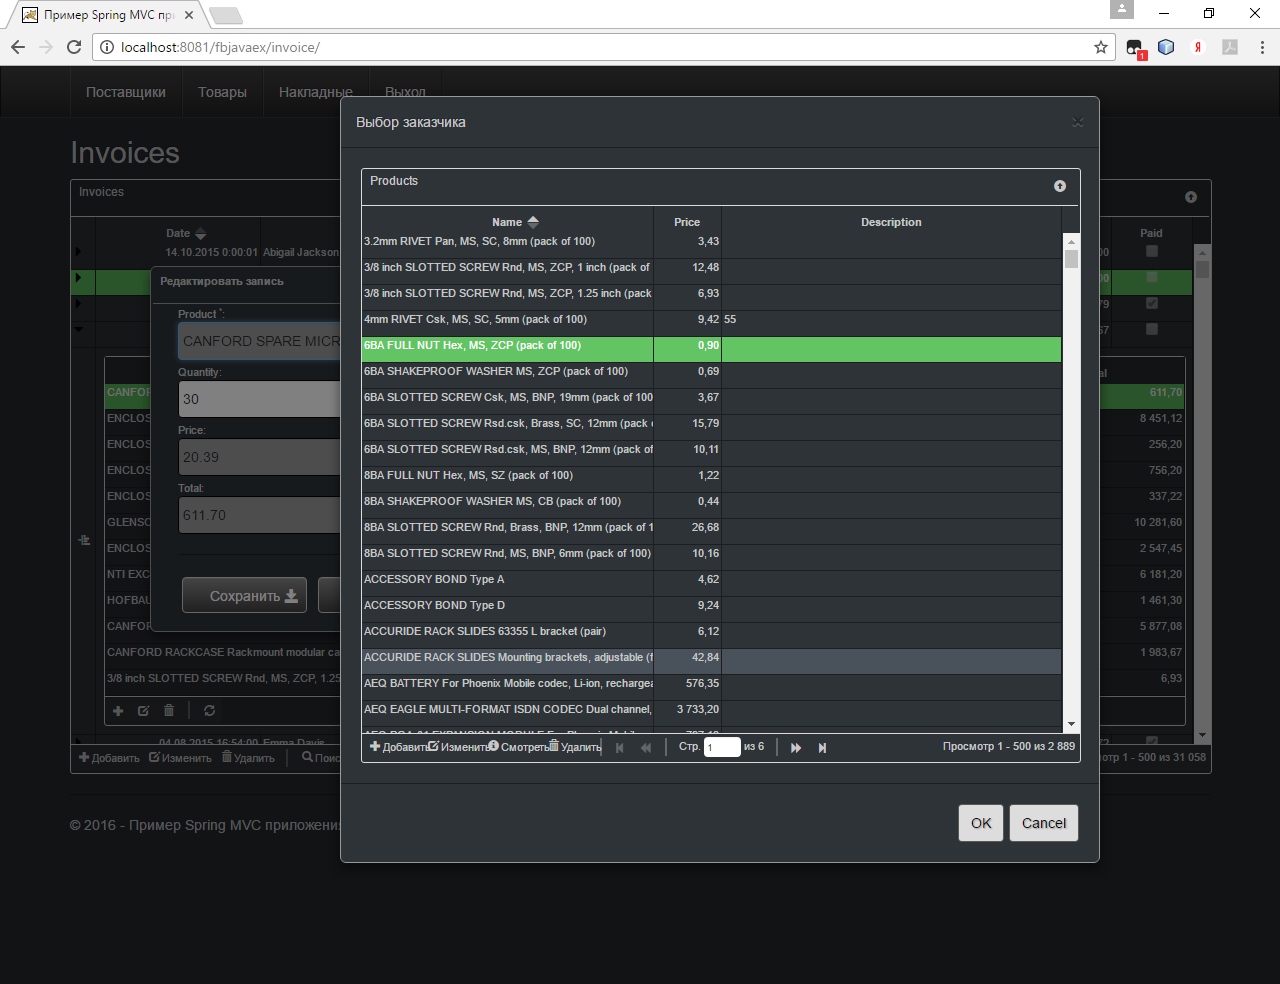 Пример Spring MVC при
localhost:8081/fbjavaex/invoice/
1
Поставщики Товары Накладные Выход
Invoices
Invoices
Date Paid
14.10.2015 0:00:01 Abigail Jackson
Редактировать запись
Product *:
CANFORD SPARE MICR
Quantity:
30
Price:
20.39
Total:
611.70
Сохранить
CANFOR 611,70
ENCLOS 8 451,12
ENCLOS 256,20
ENCLOS 756,20
ENCLOS 337,22
GLENSO 10 281,60
ENCLOS 2 547,45
NTI EXC 6 181,20
HOFBAU 1 461,30
CANFOR 5 877,08
CANFORD RACKCASE Rackmount modular ca 1 983,67
3/8 inch SLOTTED SCREW Rnd, MS, ZCP, 1.25 6,93
04.08.2015 16:54:00 Emma Davis
Добавить Изменить Удалить Поис отр 1 - 500 из 31 058
© 2016 - Пример Spring MVC приложения
Выбор заказчика
Products
Name Price Description
3.2mm RIVET Pan, MS, SC, 8mm (pack of 100) 3,43
3/8 inch SLOTTED SCREW Rnd, MS, ZCP, 1 inch (pack of 12,48
3/8 inch SLOTTED SCREW Rnd, MS, ZCP, 1.25 inch (pack 6,93
4mm RIVET Csk, MS, SC, 5mm (pack of 100) 9,42 55
6BA FULL NUT Hex, MS, ZCP (pack of 100) 0,90
6BA SHAKEPROOF WASHER MS, ZCP (pack of 100) 0,69
6BA SLOTTED SCREW Csk, MS, BNP, 19mm (pack of 100 3,67
6BA SLOTTED SCREW Rsd.csk, Brass, SC, 12mm (pack 15,79
6BA SLOTTED SCREW Rsd.csk, MS, BNP, 12mm (pack of 10,11
8BA FULL NUT Hex, MS, SZ (pack of 100) 1,22
8BA SHAKEPROOF WASHER MS, CB (pack of 100) 0,44
8BA SLOTTED SCREW Rnd, Brass, BNP, 12mm (pack of 1 26,68
8BA SLOTTED SCREW Rnd, MS, BNP, 6mm (pack of 100) 10,16
ACCESSORY BOND Type A 4,62
ACCESSORY BOND Type D 9,24
ACCURIDE RACK SLIDES 63355 L bracket (pair) 6,12
ACCURIDE RACK SLIDES Mounting brackets, adjustable (f 42,84
AEQ BATTERY For Phoenix Mobile codec, Li-ion, rechargea 576,35
AEQ EAGLE MULTI-FORMAT ISDN CODEC Dual channel, 3 733,20
Добавить Изменить Смотреть Удалить Стр. 1 из 6 Просмотр 1 - 500 из 2 889
OK Cancel